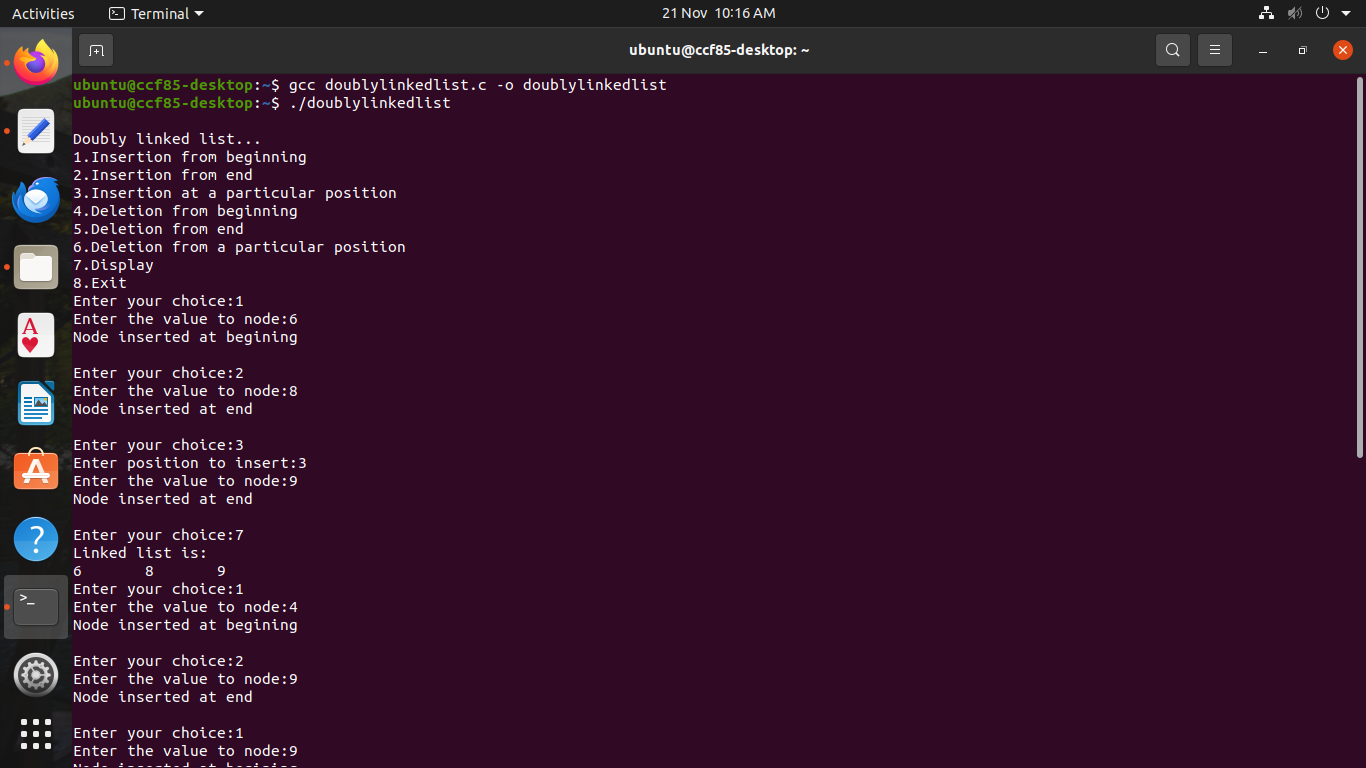 Activities Terminal 21 Nov 10:16 AM
ubuntu@ccf85-desktop: ~
ubuntu@ccf85-desktop:~$ gcc doublylinkedlist.c -o doublylinkedlist
ubuntu@ccf85-desktop:~$ ./doublylinkedlist
Doubly linked list...
1.Insertion from beginning
2.Insertion from end
3.Insertion at a particular position
4.Deletion from beginning
5.Deletion from end
6.Deletion from a particular position
7.Display
8.Exit
Enter your choice:1
Enter the value to node:6
Node inserted at begining
Enter your choice:2
Enter the value to node:8
Node inserted at end
Enter your choice:3
Enter position to insert:3
Enter the value to node:9
Node inserted at end
Enter your choice:7
Linked list is:
6 8 9
Enter your choice:1
Enter the value to node:4
Node inserted at begining
Enter your choice:2
Enter the value to node:9
Node inserted at end
Enter your choice:1
Enter the value to node:9